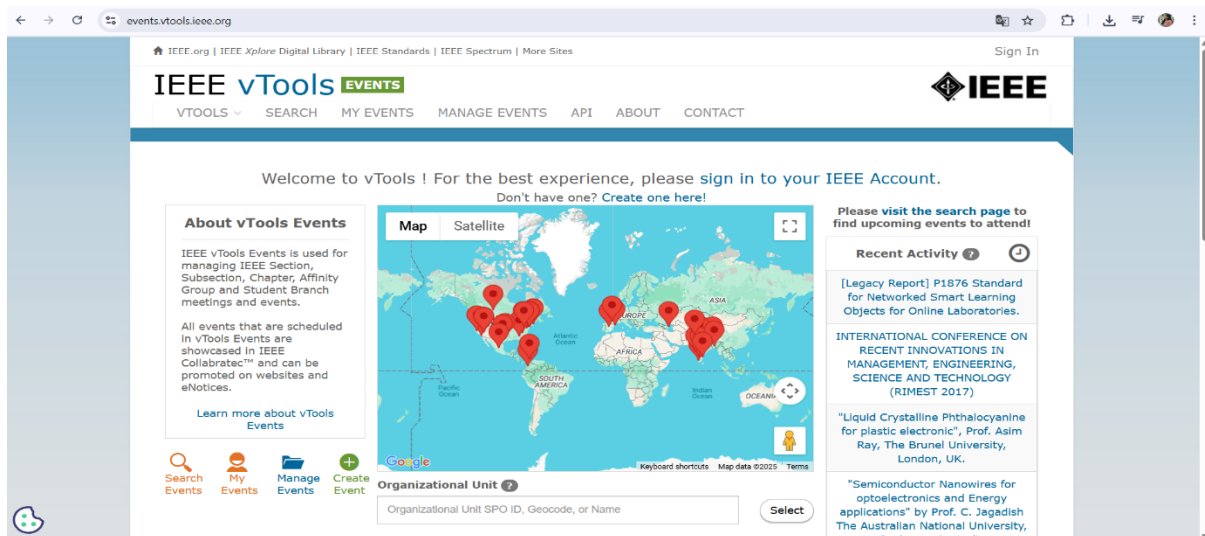 events.vtools.ieee.org
IEEE.org | IEEE Xplore Digital Library | IEEE Standards | IEEE Spectrum | More Sites
Sign In
IEEE vTools EVENTS
IEEE
VTOOLS
SEARCH
MY EVENTS
MANAGE EVENTS
API
ABOUT
CONTACT
Welcome to vTools ! For the best experience, please sign in to your IEEE Account.
Don't have one? Create one here!
About vTools Events
IEEE vTools Events is used for
managing IEEE Section,
Subsection, Chapter, Affinity
Group and Student Branch
meetings and events.
All events that are scheduled
in vTools Events are
showcased in IEEE
Collabratec™ and can be
promoted on websites and
eNotices.
Learn more about vTools
Events
Search
Events
My
Events
Manage
Events
Create
Event
Map
Satellite
ASIA
EUROPE
Atlantic
Ocean
AFRICA
SOUTH
AMERICA
Pacific
Ocean
Indian
Ocean
OCEANI
Google
Keyboard shortcuts
Map data ©2025
Terms
Organizational Unit ?
Organizational Unit SPO ID, Geocode, or Name
Select
Please visit the search page to
find upcoming events to attend!
Recent Activity ?
[Legacy Report] P1876 Standard
for Networked Smart Learning
Objects for Online Laboratories.
INTERNATIONAL CONFERENCE ON
RECENT INNOVATIONS IN
MANAGEMENT, ENGINEERING,
SCIENCE AND TECHNOLOGY
(RIMEST 2017)
"Liquid Crystalline Phthalocyanine
for plastic electronic", Prof. Asim
Ray, The Brunel University,
London, UK.
"Semiconductor Nanowires for
optoelectronics and Energy
applications" by Prof. C. Jagadish
The Australian National University,